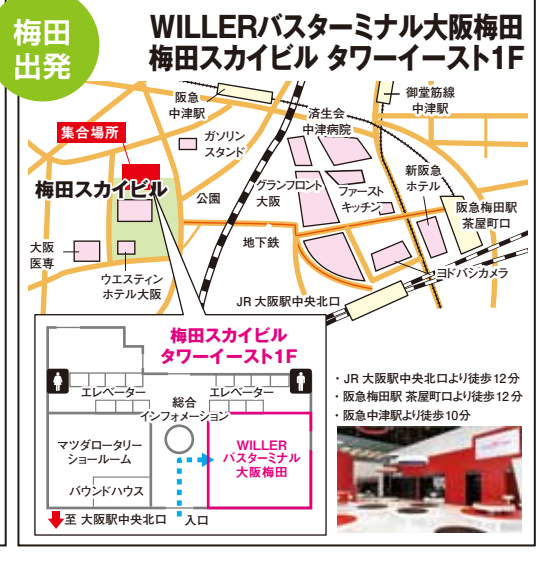 梅田
出発
WILLERバスターミナル大阪梅田
梅田スカイビル タワーイースト1F
阪急
中津駅
御堂筋線
中津駅
済生会
中津病院
集合場所
ガソリン
スタンド
新阪急
ホテル
梅田スカイビル
公園
グランフロント
大阪
ファースト
キッチン
阪急梅田駅
茶屋町口
大阪
医専
地下鉄
ウエスティン
ホテル大阪
ヨドバシカメラ
JR 大阪駅中央北口
梅田スカイビル
タワーイースト1F
エレベーター
エレベーター
総合
インフォメーション
マツダロータリー
ショールーム
WILLER
バスターミナル
大阪梅田
バウンドハウス
至 大阪駅中央北口
入口
・JR 大阪駅中央北口より徒歩12分
・阪急梅田駅 茶屋町口より徒歩12分
・阪急中津駅より徒歩10分